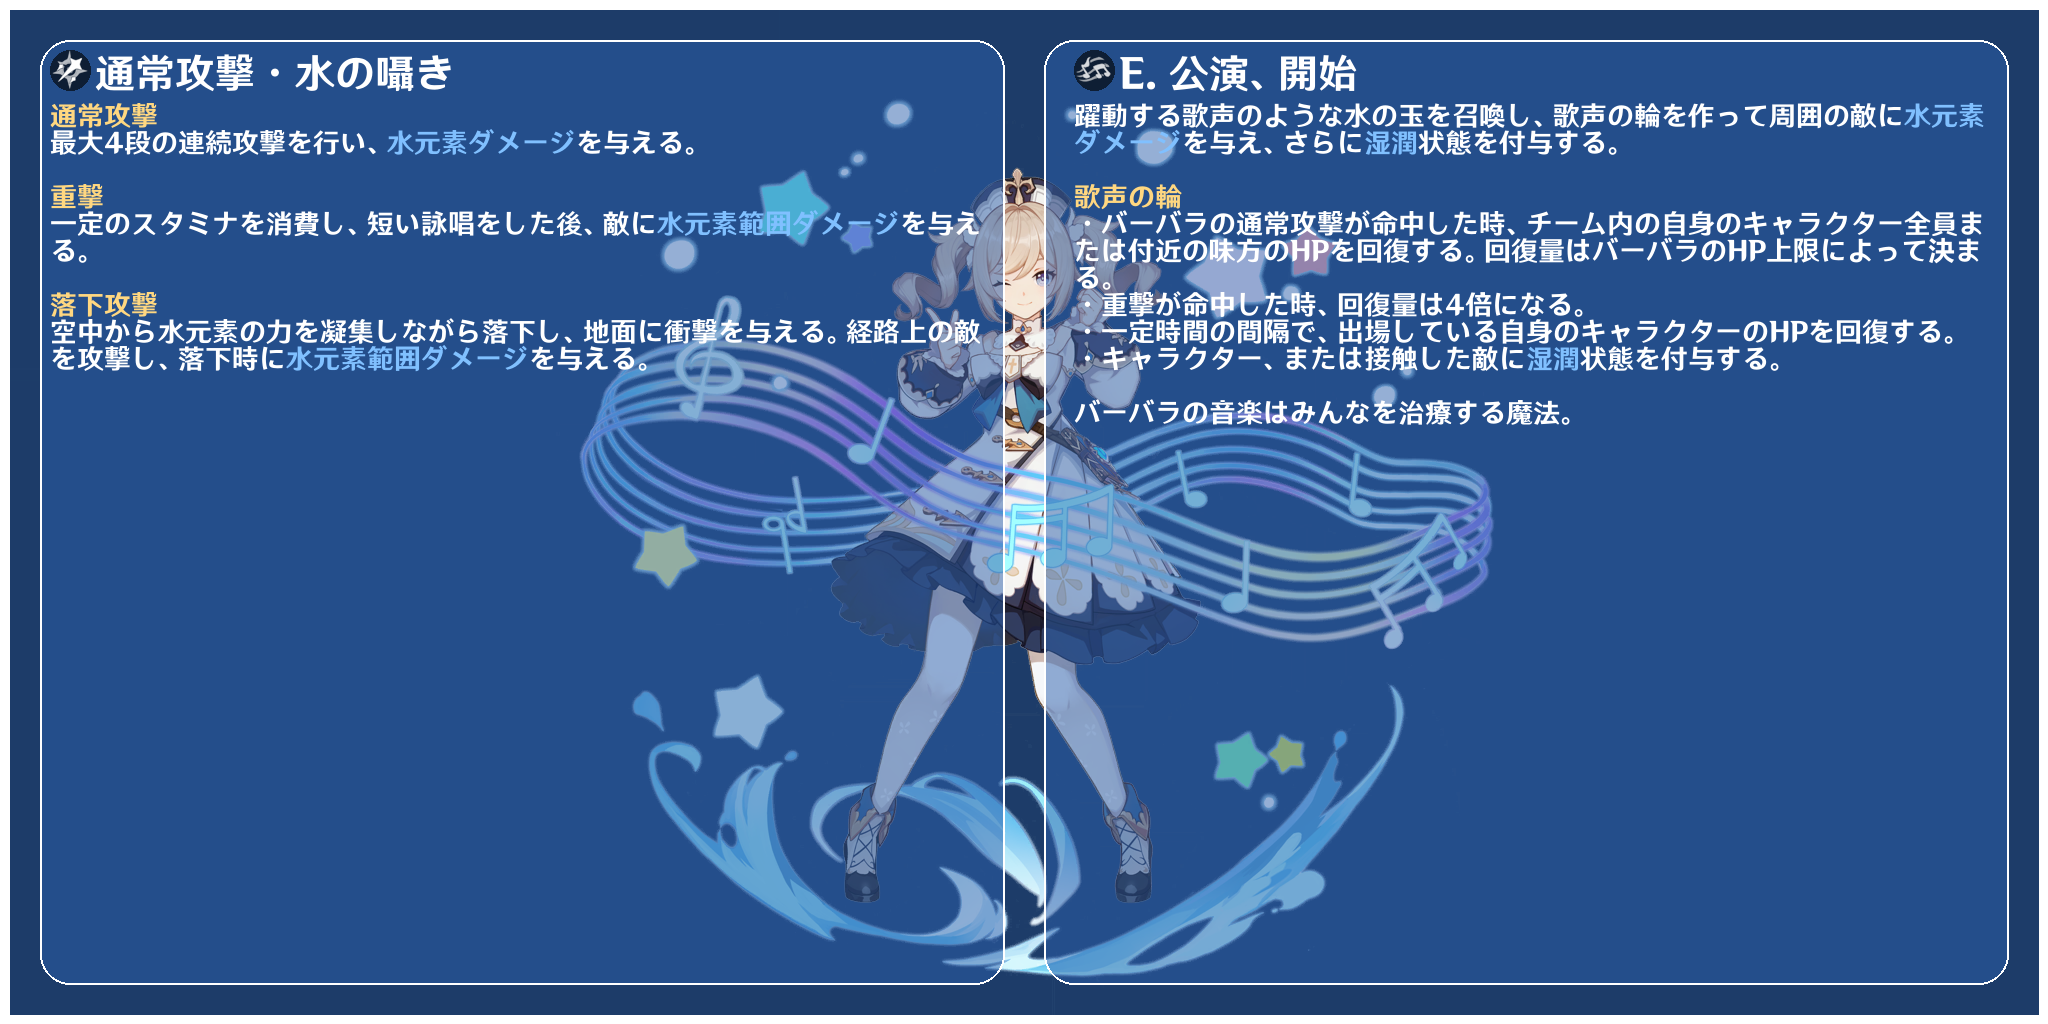 通常攻撃・水の囁き
通常攻撃
最大4段の連続攻撃を行い、水元素ダメージを与える。
重撃
一定のスタミナを消費し、短い詠唱をした後、敵に水元素範囲ダメージを与え
る。
落下攻撃
空中から水元素の力を凝集しながら落下し、地面に衝撃を与える。経路上の敵
を攻撃し、落下時に水元素範囲ダメージを与える。
E. 公演、開始
躍動する歌声のような水の玉を召喚し、歌声の輪を作って周囲の敵に水元素
ダメージを与え、さらに湿潤状態を付与する。
歌声の輪
・バーバラの通常攻撃が命中した時、チーム内の自身のキャラクター全員ま
たは付近の味方のHPを回復する。回復量はバーバラのHP上限によって決ま
る。
・重撃が命中した時、回復量は4倍になる。
・一定時間の間隔で、出場している自身のキャラクターのHPを回復する。
・キャラクター、または接触した敵に湿潤状態を付与する。
バーバラの音楽はみんなを治療する魔法。